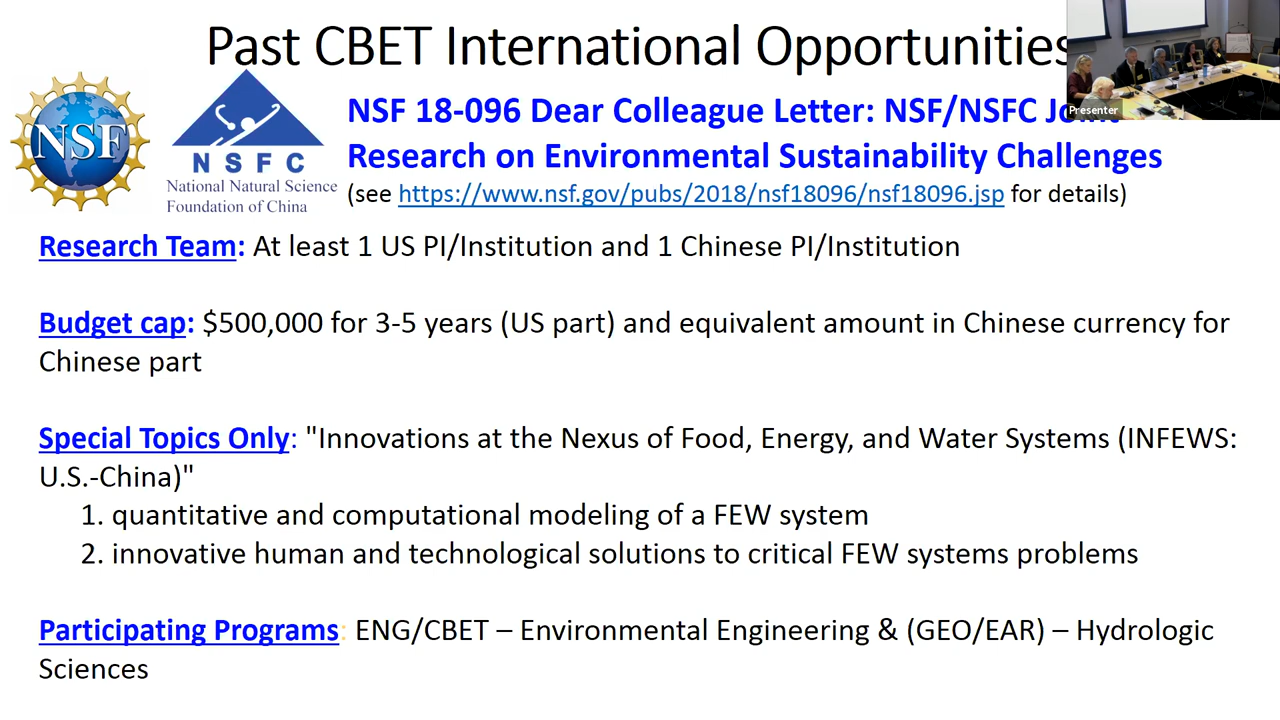 Past CBET International Opportunities
NSF
NSFC
National Natural Science
Foundation of China
NSF 18-096 Dear Colleague Letter: NSF/NSFC Joint
Research on Environmental Sustainability Challenges
(see https://www.nsf.gov/pubs/2018/nsf18096/nsf18096.jsp for details)
Presenter
Research Team: At least 1 US PI/Institution and 1 Chinese PI/Institution
Budget cap: $500,000 for 3-5 years (US part) and equivalent amount in Chinese currency for
Chinese part
Special Topics Only: "Innovations at the Nexus of Food, Energy, and Water Systems (INFEWS:
U.S.-China)"
1. quantitative and computational modeling of a FEW system
2. innovative human and technological solutions to critical FEW systems problems
Participating Programs: ENG/CBET – Environmental Engineering & (GEO/EAR) – Hydrologic
Sciences